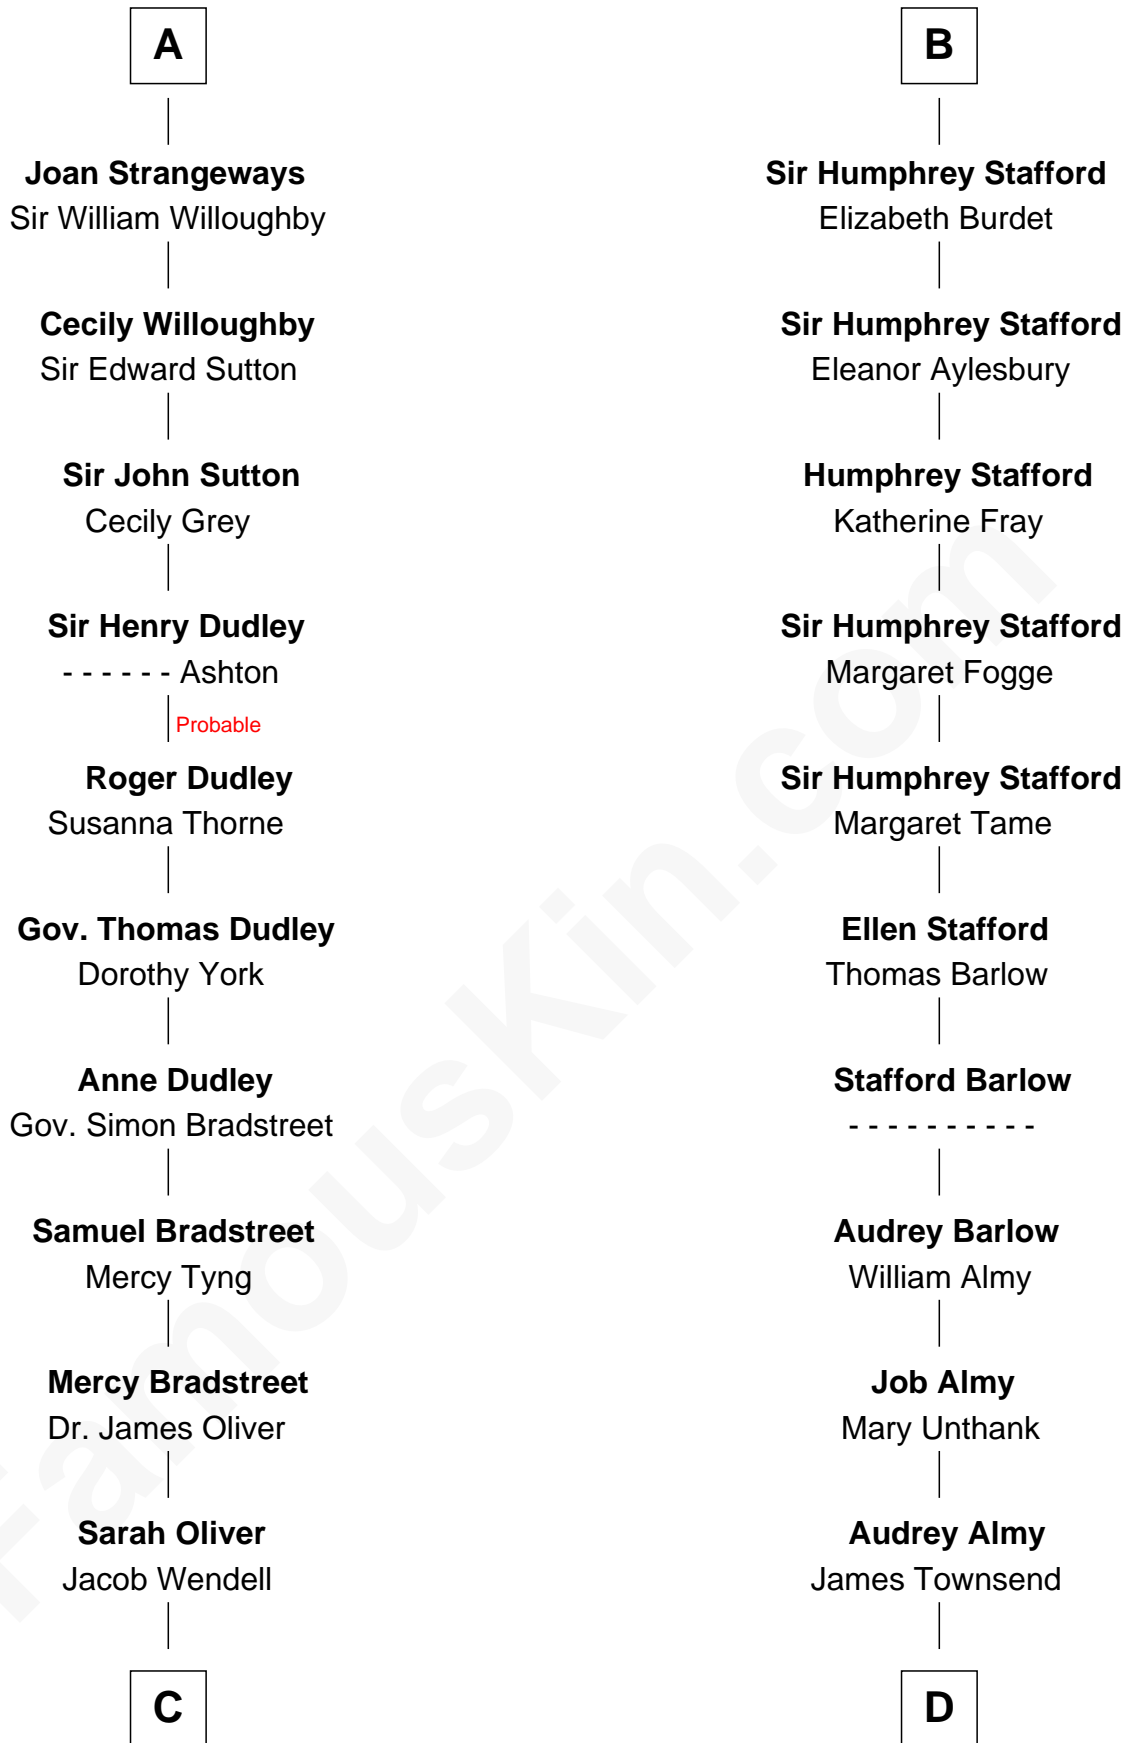 A
Joan Strangeways
Sir William Willoughby
Cecily Willoughby
Sir Edward Sutton
Sir John Sutton
Cecily Grey
Sir Henry Dudley
- - - - - - Ashton
Probable
Roger Dudley
Susanna Thorne
Gov. Thomas Dudley
Dorothy York
Anne Dudley
Gov. Simon Bradstreet
Samuel Bradstreet
Mercy Tyng
Mercy Bradstreet
Dr. James Oliver
Sarah Oliver
Jacob Wendell
C
B
Sir Humphrey Stafford
Elizabeth Burdet
Sir Humphrey Stafford
Eleanor Aylesbury
Humphrey Stafford
Katherine Fray
Sir Humphrey Stafford
Margaret Fogge
Sir Humphrey Stafford
Margaret Tame
Ellen Stafford
Thomas Barlow
Stafford Barlow
- - - - - - - - - -
Audrey Barlow
William Almy
Job Almy
Mary Unthank
Audrey Almy
James Townsend
D
FamousKin.com